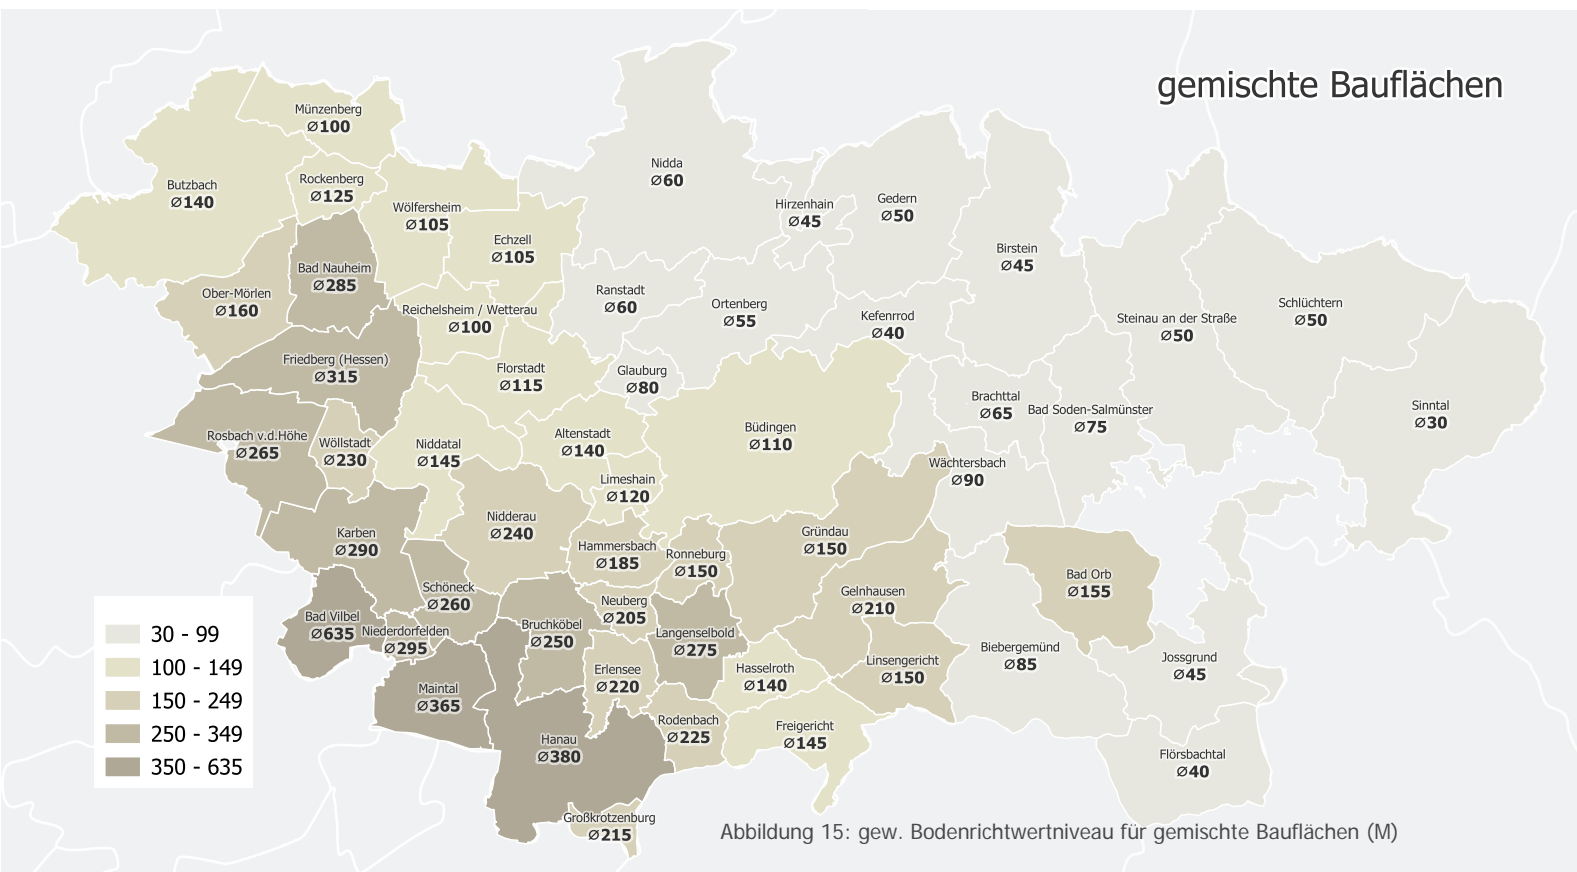 gemischte Bauflächen
Münzenberg
⌀100
Butzbach
⌀140
Rockenberg
⌀125
Wölfersheim
⌀105
Echzell
⌀105
Nidda
⌀60
Hirzenhain
⌀45
Gedern
⌀50
Birstein
⌀45
Bad Nauheim
⌀285
Ober-Mörlen
⌀160
Reichelsheim / Wetterau
⌀100
Ranstadt
⌀60
Ortenberg
⌀55
Kefenrod
⌀40
Steinau an der Straße
⌀50
Schlüchtern
⌀50
Friedberg (Hessen)
⌀315
Florstadt
⌀115
Glauburg
⌀80
Brachttal
⌀65
Bad Soden-Salmünster
⌀75
Sinntal
⌀30
Rosbach v.d.Höhe
⌀265
Wöllstadt
⌀230
Niddatal
⌀145
Altenstadt
⌀140
Büdingen
⌀110
Limeshain
⌀120
Wächtersbach
⌀90
Karben
⌀290
Nidderau
⌀240
Hammersbach
⌀185
Ronneburg
⌀150
Gründau
⌀150
Bad Orb
⌀155
Schöneck
⌀260
Neuberg
⌀205
Gelnhausen
⌀210
Bad Vilbel
⌀635
Niederdorfelden
⌀295
Bruchköbel
⌀250
Langenselbold
⌀275
Biebergemünd
⌀85
Jossgrund
⌀45
Maintal
⌀365
Erlensee
⌀220
Hasselroth
⌀140
Linsengericht
⌀150
Hanau
⌀380
Rodenbach
⌀225
Freigericht
⌀145
Flörsbachtal
⌀40
Großkrotzenburg
⌀215
30 - 99
100 - 149
150 - 249
250 - 349
350 - 635
Abbildung 15: gew. Bodenrichtwertniveau für gemischte Bauflächen (M)